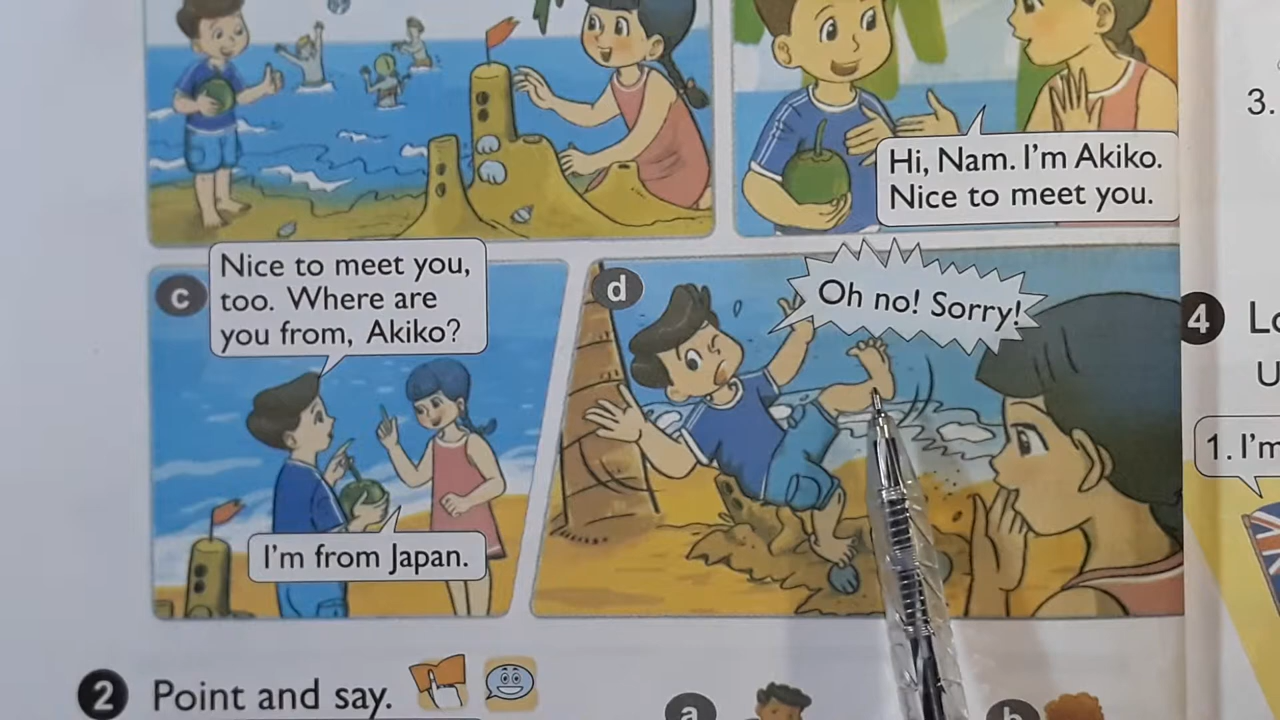 Hi, Nam. I'm Akiko.
Nice to meet you.
c
Nice to meet you,
too. Where are
you from, Akiko?
I'm from Japan.
d
Oh no! Sorry!
2 Point and say.
a
b
3.
4
U
1. I'm